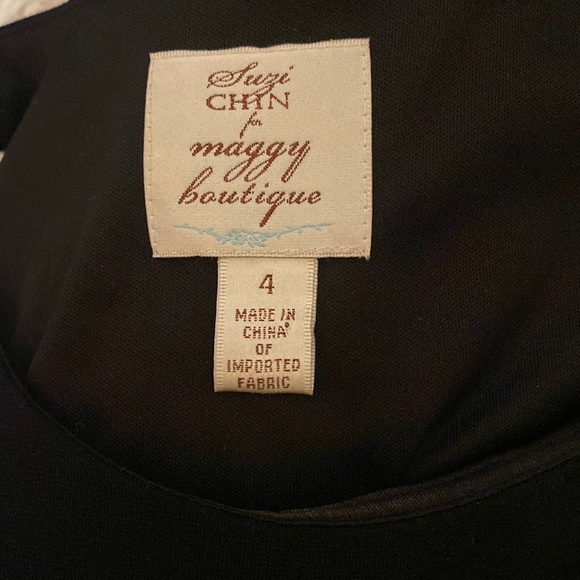 Suzi
CHIN
for
maggy
boutique
4
MADE IN
CHINA
OF
IMPORTED
FABRIC